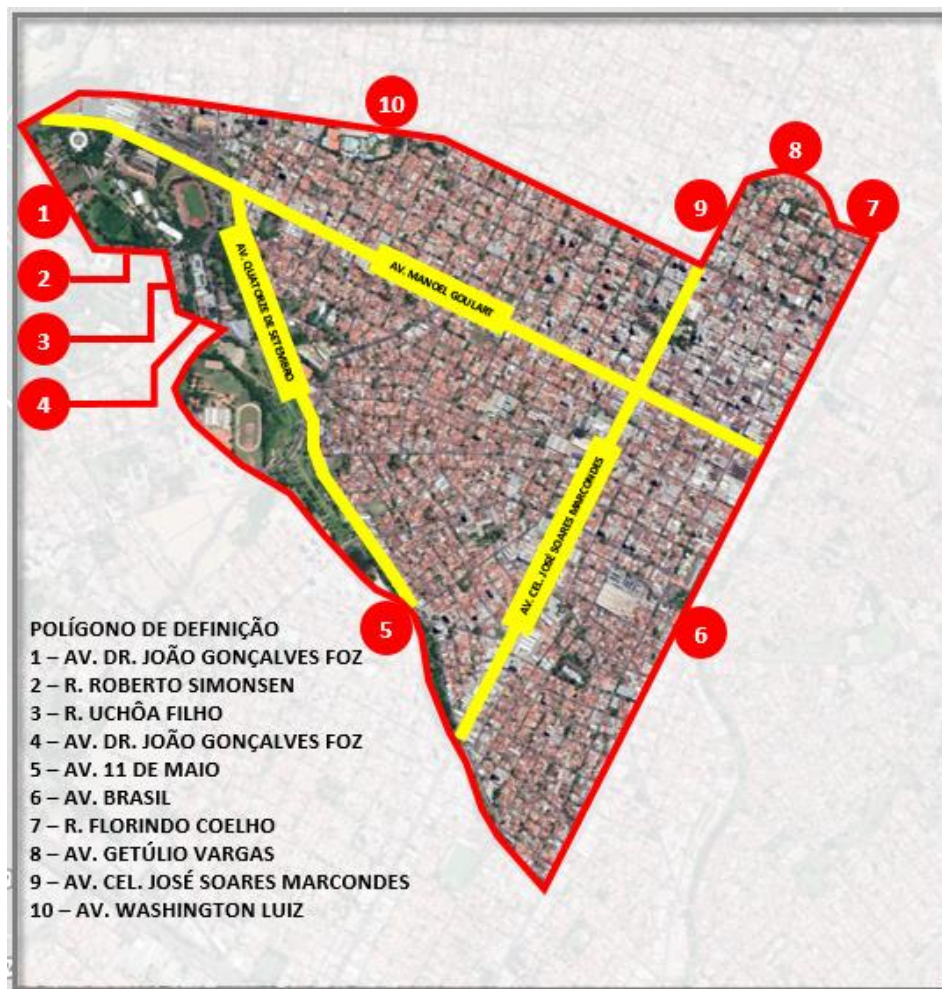 10
8
9
7
1
2
3
4
AV. QUATORZE DE SETEMBRO
AV. MANOEL GOULART
AV. CEL. JOSÉ SOARES MARCONDES
5
6
POLÍGONO DE DEFINIÇÃO
1 – AV. DR. JOÃO GONÇALVES FOZ
2 – R. ROBERTO SIMONSEN
3 – R. UCHÔA FILHO
4 – AV. DR. JOÃO GONÇALVES FOZ
5 – AV. 11 DE MAIO
6 – AV. BRASIL
7 – R. FLORINDO COELHO
8 – AV. GETÚLIO VARGAS
9 – AV. CEL. JOSÉ SOARES MARCONDES
10 – AV. WASHINGTON LUIZ